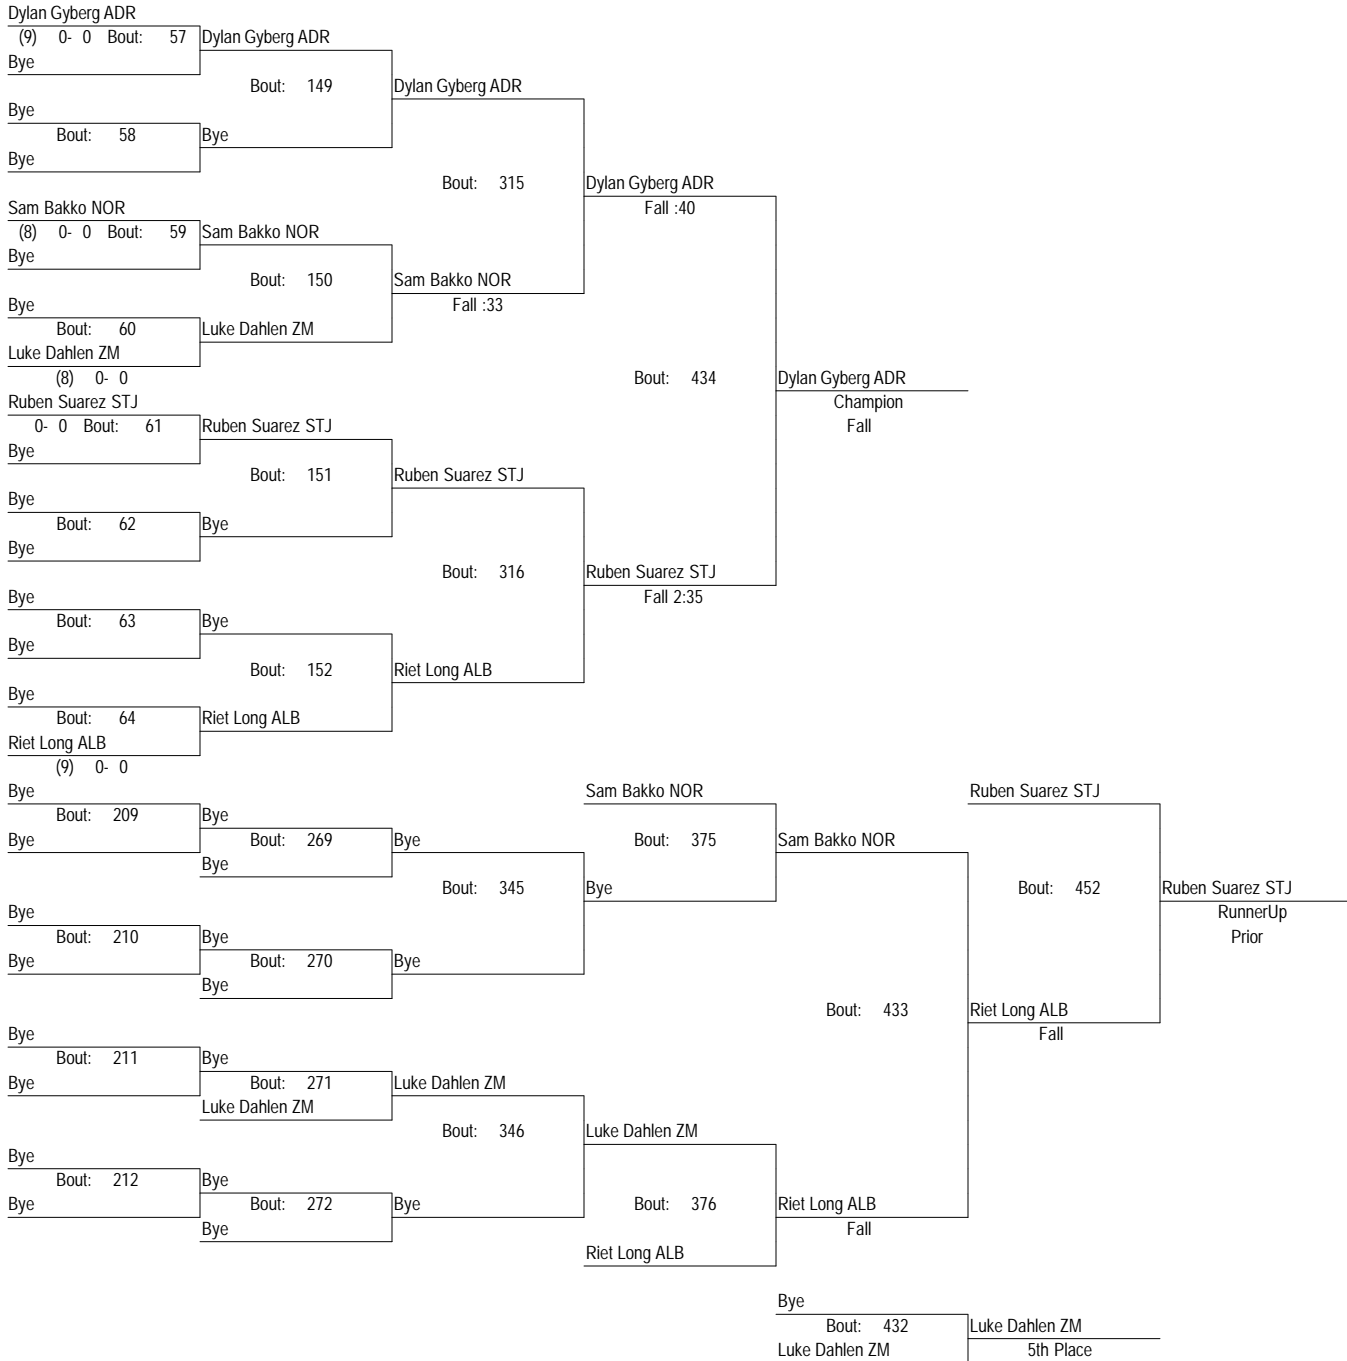 Dylan Gyberg ADR
(9) 0- 0 Bout: 57 Dylan Gyberg ADR
Bye
Bout: 149 Dylan Gyberg ADR
Bye
Bout: 58 Bye
Bye
Bout: 315 Dylan Gyberg ADR
Fall :40
Sam Bakko NOR
(8) 0- 0 Bout: 59 Sam Bakko NOR
Bye
Bout: 150 Sam Bakko NOR
Fall :33
Bye
Bout: 60 Luke Dahlen ZM
Luke Dahlen ZM
(8) 0- 0
Bout: 434 Dylan Gyberg ADR
Champion
Fall
Ruben Suarez STJ
0- 0 Bout: 61 Ruben Suarez STJ
Bye
Bout: 151 Ruben Suarez STJ
Bye
Bout: 62 Bye
Bye
Bout: 316 Ruben Suarez STJ
Fall 2:35
Bye
Bout: 63 Bye
Bye
Bout: 152 Riet Long ALB
Bye
Bout: 64 Riet Long ALB
Riet Long ALB
(9) 0- 0
Bye
Bout: 209 Bye
Bye
Bout: 269 Bye
Bye
Sam Bakko NOR
Bout: 375 Sam Bakko NOR
Ruben Suarez STJ
Bout: 345 Bye
Bout: 452 Ruben Suarez STJ
RunnerUp
Prior
Bye
Bout: 210 Bye
Bye
Bout: 270 Bye
Bye
Bout: 433 Riet Long ALB
Fall
Bye
Bout: 211 Bye
Bye
Bout: 271 Luke Dahlen ZM
Luke Dahlen ZM
Bout: 346 Luke Dahlen ZM
Bye
Bout: 212 Bye
Bye
Bout: 272 Bye
Bye
Bout: 376 Riet Long ALB
Fall
Riet Long ALB
Bye
Bout: 432 Luke Dahlen ZM
Luke Dahlen ZM 5th Place